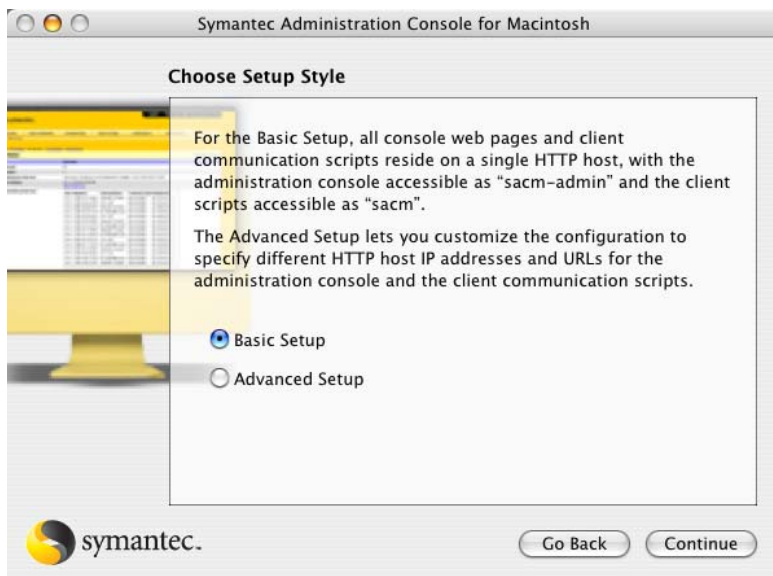 Symantec Administration Console for Macintosh
Choose Setup Style
For the Basic Setup, all console web pages and client
communication scripts reside on a single HTTP host, with the
administration console accessible as “sacm-admin” and the client
scripts accessible as “sacm”.
The Advanced Setup lets you customize the configuration to
specify different HTTP host IP addresses and URLs for the
administration console and the client communication scripts.
Basic Setup
Advanced Setup
symantec.
Go Back
Continue